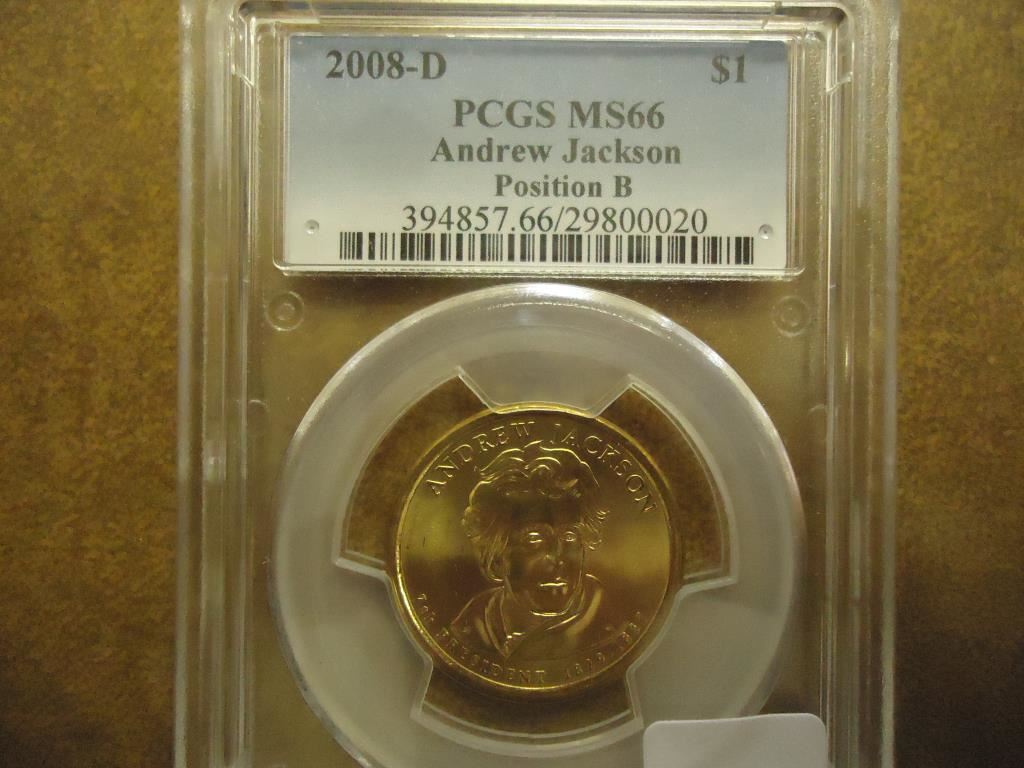 2008-D $1
PCGS MS66
Andrew Jackson
Position B
394857.66/29800020
ANDREW JACKSON
PRESIDENT